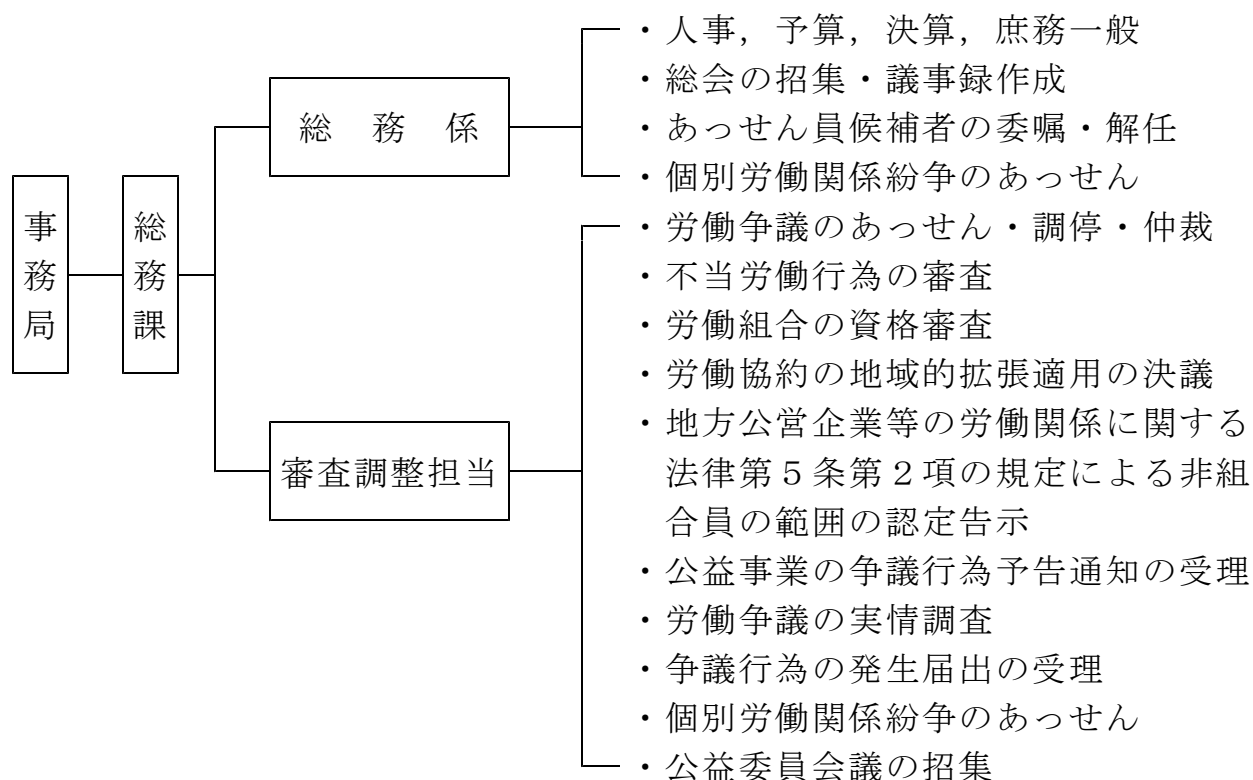 事務局
総務課
総務係
・人事，予算，決算，庶務一般
・総会の招集・議事録作成
・あっせん員候補者の委嘱・解任
・個別労働関係紛争のあっせん
審査調整担当
・労働争議のあっせん・調停・仲裁
・不当労働行為の審査
・労働組合の資格審査
・労働協約の地域的拡張適用の決議
・地方公営企業等の労働関係に関する
法律第５条第２項の規定による非組
合員の範囲の認定告示
・公益事業の争議行為予告通知の受理
・労働争議の実情調査
・争議行為の発生届出の受理
・個別労働関係紛争のあっせん
・公益委員会議の招集